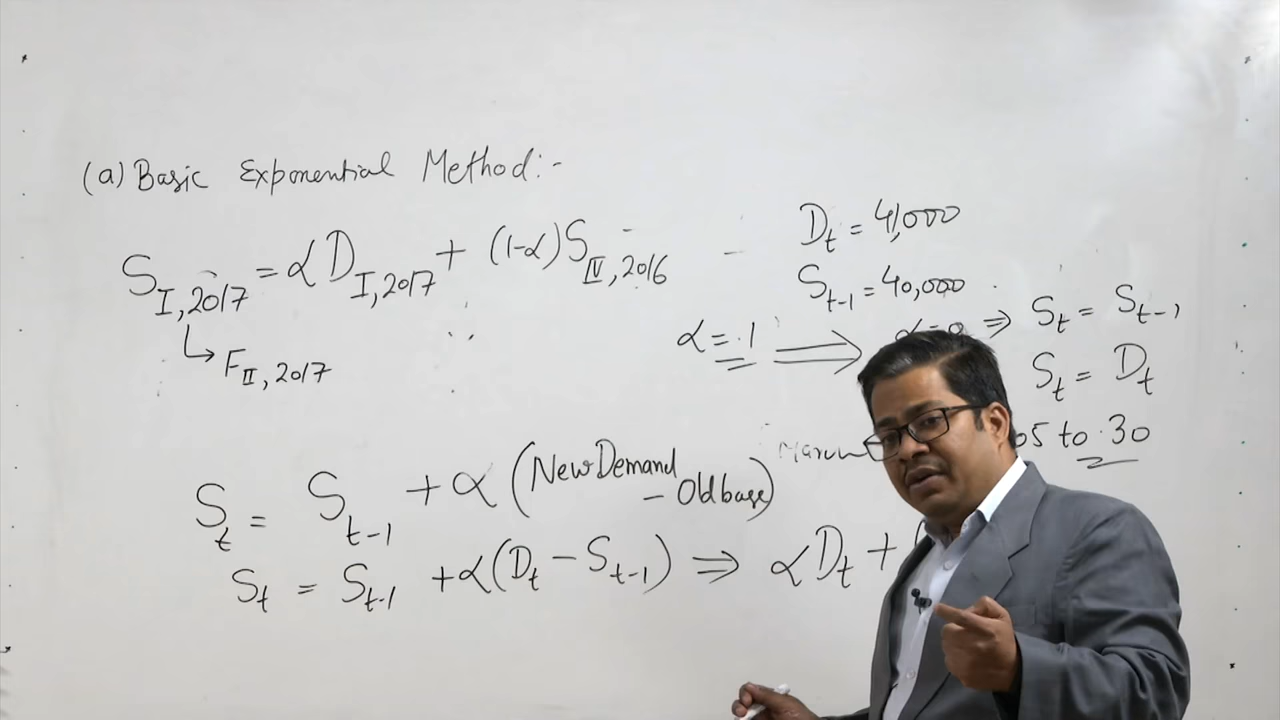 (a) Basic Exponential Method:-
S_I,2017 = αD_I,2017 + (1-α)S_IV,2016
F_II,2017
D_t = 41,000
S_t-1 = 40,000
α = .1 ⟹ α=0 ⇒ S_t = S_t-1
S_t = D_t
05 to .30
S_t = S_t-1 + α(New Demand
- Old base)
S_t = S_t-1 + α(D_t - S_t-1) ⇒ αD_t + (